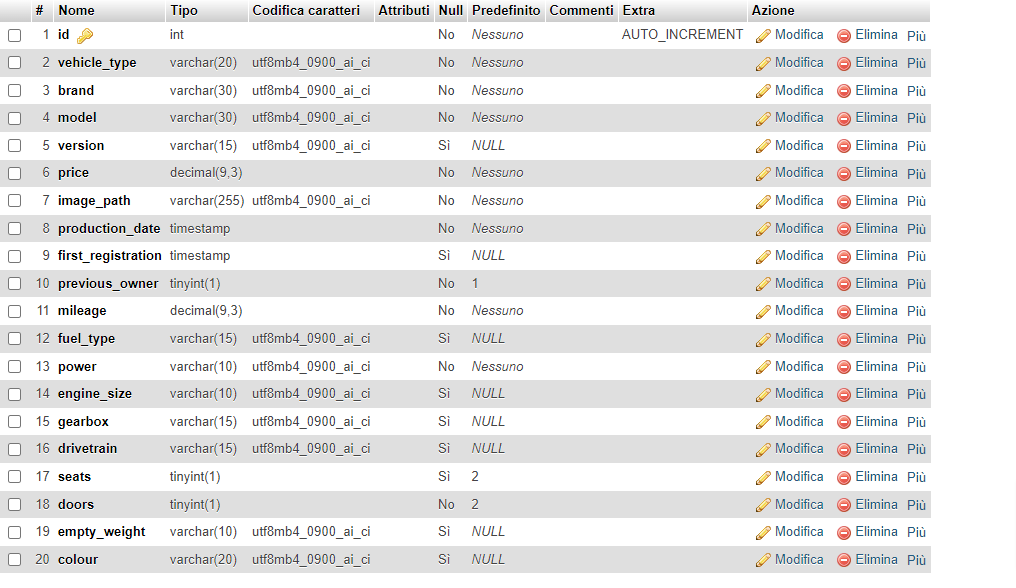 # Nome Tipo Codifica caratteri Attributi Null Predefinito Commenti Extra Azione
1 id int No Nessuno AUTO_INCREMENT Modifica Elimina Più
2 vehicle_type varchar(20) utf8mb4_0900_ai_ci No Nessuno Modifica Elimina Più
3 brand varchar(30) utf8mb4_0900_ai_ci No Nessuno Modifica Elimina Più
4 model varchar(30) utf8mb4_0900_ai_ci No Nessuno Modifica Elimina Più
5 version varchar(15) utf8mb4_0900_ai_ci Sì NULL Modifica Elimina Più
6 price decimal(9,3) No Nessuno Modifica Elimina Più
7 image_path varchar(255) utf8mb4_0900_ai_ci No Nessuno Modifica Elimina Più
8 production_date timestamp No Nessuno Modifica Elimina Più
9 first_registration timestamp Sì NULL Modifica Elimina Più
10 previous_owner tinyint(1) No 1 Modifica Elimina Più
11 mileage decimal(9,3) No Nessuno Modifica Elimina Più
12 fuel_type varchar(15) utf8mb4_0900_ai_ci Sì NULL Modifica Elimina Più
13 power varchar(10) utf8mb4_0900_ai_ci No Nessuno Modifica Elimina Più
14 engine_size varchar(10) utf8mb4_0900_ai_ci Sì NULL Modifica Elimina Più
15 gearbox varchar(15) utf8mb4_0900_ai_ci Sì NULL Modifica Elimina Più
16 drivetrain varchar(15) utf8mb4_0900_ai_ci Sì NULL Modifica Elimina Più
17 seats tinyint(1) Sì 2 Modifica Elimina Più
18 doors tinyint(1) No 2 Modifica Elimina Più
19 empty_weight varchar(10) utf8mb4_0900_ai_ci Sì NULL Modifica Elimina Più
20 colour varchar(20) utf8mb4_0900_ai_ci Sì NULL Modifica Elimina Più